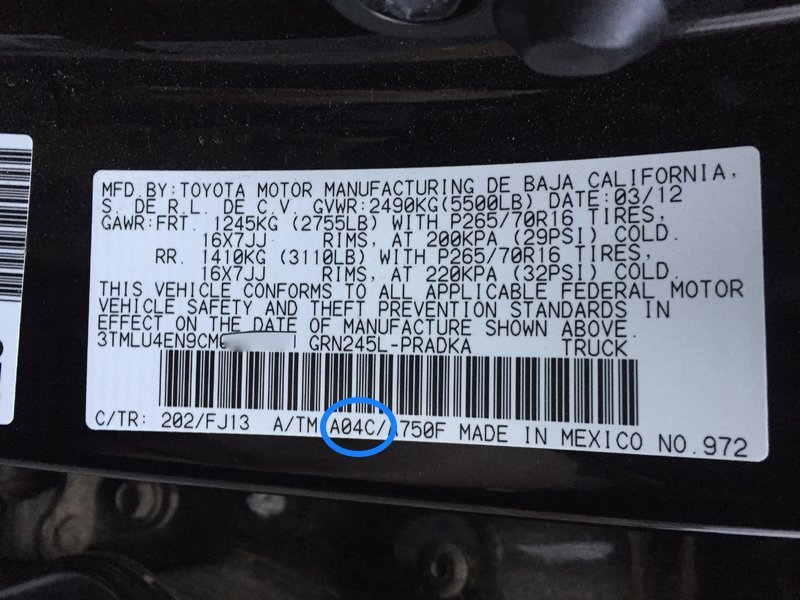 MFD.BY:TOYOTA MOTOR MANUFACTURING DE BAJA CALIFORNIA,
S. DE R.L. DE C.V. GVWR:2490KG(5500LB) DATE:03/12
GAWR:FRT. 1245KG (2755LB) WITH P265/70R16 TIRES,
16X7JJ RIMS, AT 200KPA (29PSI) COLD.
RR. 1410KG (3110LB) WITH P265/70R16 TIRES,
16X7JJ RIMS, AT 220KPA (32PSI) COLD.
THIS VEHICLE CONFORMS TO ALL APPLICABLE FEDERAL MOTOR
VEHICLE SAFETY AND THEFT PREVENTION STANDARDS IN
EFFECT ON THE DATE OF MANUFACTURE SHOWN ABOVE.
3TMLU4EN9CM GRN245L-PRADKA TRUCK
C/TR: 202/FJ13 A/TM A04C/A750F MADE IN MEXICO NO.972